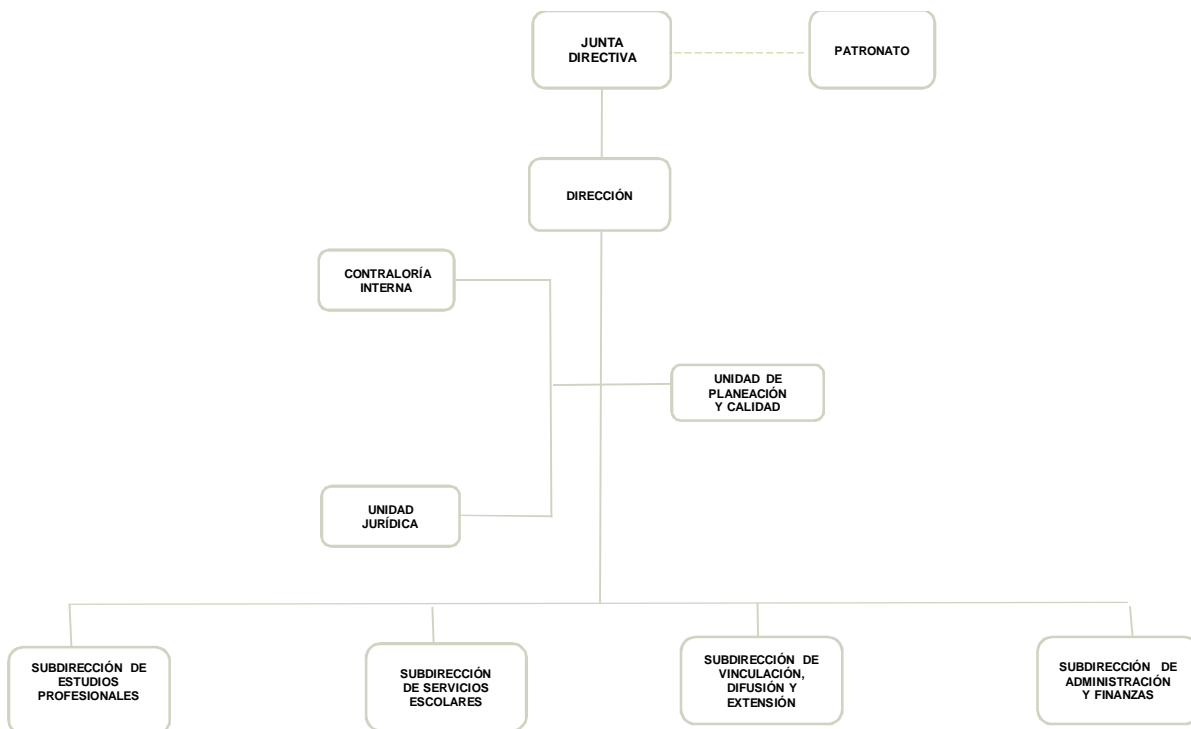 JUNTA
DIRECTIVA
PATRONATO
DIRECCIÓN
CONTRALORÍA
INTERNA
UNIDAD DE
PLANEACIÓN
Y CALIDAD
UNIDAD
JURÍDICA
SUBDIRECCIÓN DE
ESTUDIOS
PROFESIONALES
SUBDIRECCIÓN
DE SERVICIOS
ESCOLARES
SUBDIRECCIÓN DE
VINCULACIÓN,
DIFUSIÓN Y
EXTENSIÓN
SUBDIRECCIÓN DE
ADMINISTRACIÓN
Y FINANZAS